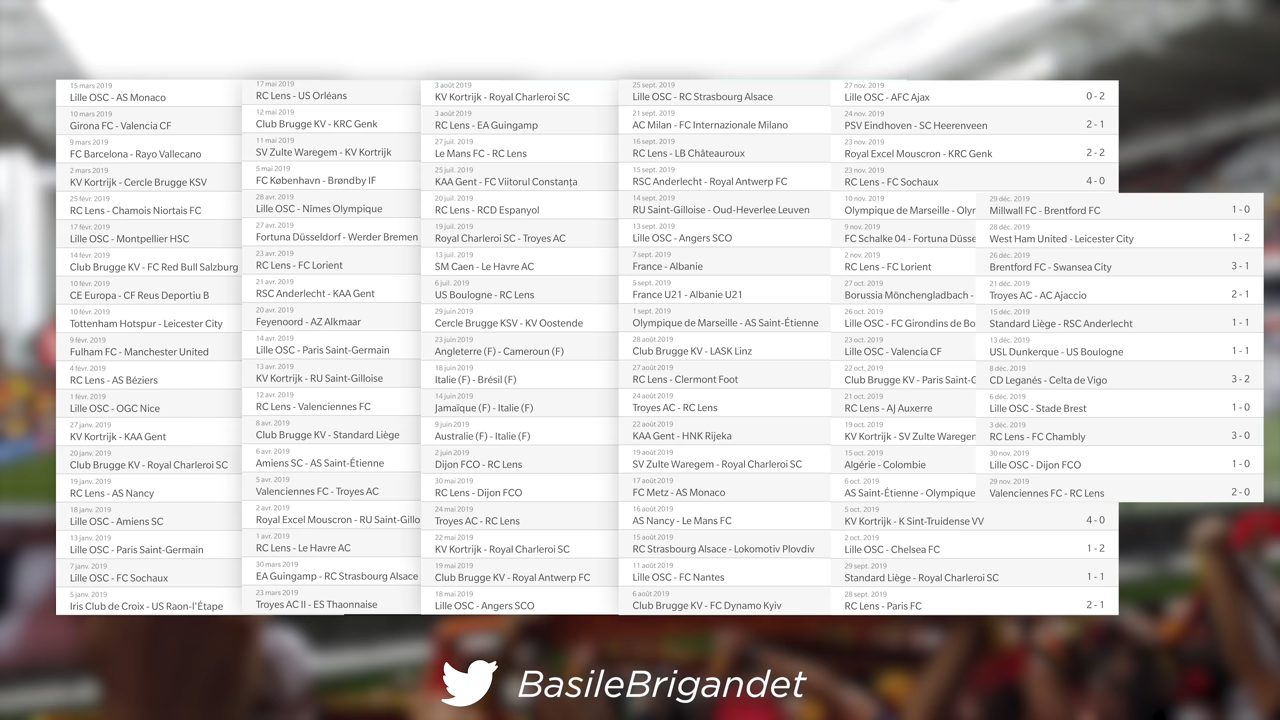 15 mars 2019
Lille OSC - AS Monaco
10 mars 2019
Girona FC - Valencia CF
9 mars 2019
FC Barcelona - Rayo Vallecano
2 mars 2019
KV Kortrijk - Cercle Brugge KSV
25 févr. 2019
RC Lens - Chamois Niortais FC
17 févr. 2019
Lille OSC - Montpellier HSC
14 févr. 2019
Club Brugge KV - FC Red Bull Salzburg
10 févr. 2019
CE Europa - CF Reus Deportiu B
10 févr. 2019
Tottenham Hotspur - Leicester City
9 févr. 2019
Fulham FC - Manchester United
4 févr. 2019
RC Lens - AS Béziers
1 févr. 2019
Lille OSC - OGC Nice
27 janv. 2019
KV Kortrijk - KAA Gent
20 janv. 2019
Club Brugge KV - Royal Charleroi SC
19 janv. 2019
RC Lens - AS Nancy
18 janv. 2019
Lille OSC - Amiens SC
13 janv. 2019
Lille OSC - Paris Saint-Germain
7 janv. 2019
Lille OSC - FC Sochaux
5 janv. 2019
Iris Club de Croix - US Raon-l'Étape
17 mai 2019
RC Lens - US Orléans
12 mai 2019
Club Brugge KV - KRC Genk
11 mai 2019
SV Zulte Waregem - KV Kortrijk
5 mai 2019
FC København - Brøndby IF
28 avr. 2019
Lille OSC - Nîmes Olympique
27 avr. 2019
Fortuna Düsseldorf - Werder Bremen
23 avr. 2019
RC Lens - FC Lorient
21 avr. 2019
RSC Anderlecht - KAA Gent
20 avr. 2019
Feyenoord - AZ Alkmaar
14 avr. 2019
Lille OSC - Paris Saint-Germain
13 avr. 2019
KV Kortrijk - RU Saint-Gilloise
12 avr. 2019
RC Lens - Valenciennes FC
8 avr. 2019
Club Brugge KV - Standard Liège
6 avr. 2019
Amiens SC - AS Saint-Étienne
5 avr. 2019
Valenciennes FC - Troyes AC
2 avr. 2019
Royal Excel Mouscron - RU Saint-Gillo
1 avr. 2019
RC Lens - Le Havre AC
30 mars 2019
EA Guingamp - RC Strasbourg Alsace
23 mars 2019
Troyes AC II - ES Thaonnaise
3 août 2019
KV Kortrijk - Royal Charleroi SC
3 août 2019
RC Lens - EA Guingamp
27 juil. 2019
Le Mans FC - RC Lens
25 juil. 2019
KAA Gent - FC Viitorul Constanța
20 juil. 2019
RC Lens - RCD Espanyol
19 juil. 2019
Royal Charleroi SC - Troyes AC
13 juil. 2019
SM Caen - Le Havre AC
6 juil. 2019
US Boulogne - RC Lens
29 juin 2019
Cercle Brugge KSV - KV Oostende
23 juin 2019
Angleterre (F) - Cameroun (F)
18 juin 2019
Italie (F) - Brésil (F)
14 juin 2019
Jamaïque (F) - Italie (F)
9 juin 2019
Australie (F) - Italie (F)
2 juin 2019
Dijon FCO - RC Lens
30 mai 2019
RC Lens - Dijon FCO
24 mai 2019
Troyes AC - RC Lens
22 mai 2019
KV Kortrijk - Royal Charleroi SC
19 mai 2019
Club Brugge KV - Royal Antwerp FC
18 mai 2019
Lille OSC - Angers SCO
25 sept. 2019
Lille OSC - RC Strasbourg Alsace
21 sept. 2019
AC Milan - FC Internazionale Milano
16 sept. 2019
RC Lens - LB Châteauroux
15 sept. 2019
RSC Anderlecht - Royal Antwerp FC
14 sept. 2019
RU Saint-Gilloise - Oud-Heverlee Leuven
13 sept. 2019
Lille OSC - Angers SCO
7 sept. 2019
France - Albanie
5 sept. 2019
France U21 - Albanie U21
1 sept. 2019
Olympique de Marseille - AS Saint-Étienne
28 août 2019
Club Brugge KV - LASK Linz
27 août 2019
RC Lens - Clermont Foot
24 août 2019
Troyes AC - RC Lens
22 août 2019
KAA Gent - HNK Rijeka
19 août 2019
SV Zulte Waregem - Royal Charleroi SC
17 août 2019
FC Metz - AS Monaco
16 août 2019
AS Nancy - Le Mans FC
15 août 2019
RC Strasbourg Alsace - Lokomotiv Plovdiv
11 août 2019
Lille OSC - FC Nantes
6 août 2019
Club Brugge KV - FC Dynamo Kyiv
27 nov. 2019
Lille OSC - AFC Ajax 0 - 2
24 nov. 2019
PSV Eindhoven - SC Heerenveen 2 - 1
23 nov. 2019
Royal Excel Mouscron - KRC Genk 2 - 2
23 nov. 2019
RC Lens - FC Sochaux 4 - 0
10 nov. 2019
Olympique de Marseille - Olyr
9 nov. 2019
FC Schalke 04 - Fortuna Düsse
2 nov. 2019
RC Lens - FC Lorient
27 oct. 2019
Borussia Mönchengladbach -
26 oct. 2019
Lille OSC - FC Girondins de Bo
23 oct. 2019
Lille OSC - Valencia CF
22 oct. 2019
Club Brugge KV - Paris Saint-G
21 oct. 2019
RC Lens - AJ Auxerre
19 oct. 2019
KV Kortrijk - SV Zulte Wareger
15 oct. 2019
Algérie - Colombie
6 oct. 2019
AS Saint-Étienne - Olympique
5 oct. 2019
KV Kortrijk - K Sint-Truidense VV 4 - 0
2 oct. 2019
Lille OSC - Chelsea FC 1 - 2
29 sept. 2019
Standard Liège - Royal Charleroi SC 1 - 1
28 sept. 2019
RC Lens - Paris FC 2 - 1
29 déc. 2019
Millwall FC - Brentford FC 1 - 0
28 déc. 2019
West Ham United - Leicester City 1 - 2
26 déc. 2019
Brentford FC - Swansea City 3 - 1
21 déc. 2019
Troyes AC - AC Ajaccio 2 - 1
15 déc. 2019
Standard Liège - RSC Anderlecht 1 - 1
13 déc. 2019
USL Dunkerque - US Boulogne 1 - 1
8 déc. 2019
CD Leganés - Celta de Vigo 3 - 2
6 déc. 2019
Lille OSC - Stade Brest 1 - 0
3 déc. 2019
RC Lens - FC Chambly 3 - 0
30 nov. 2019
Lille OSC - Dijon FCO 1 - 0
29 nov. 2019
Valenciennes FC - RC Lens 2 - 0
BasileBrigandet